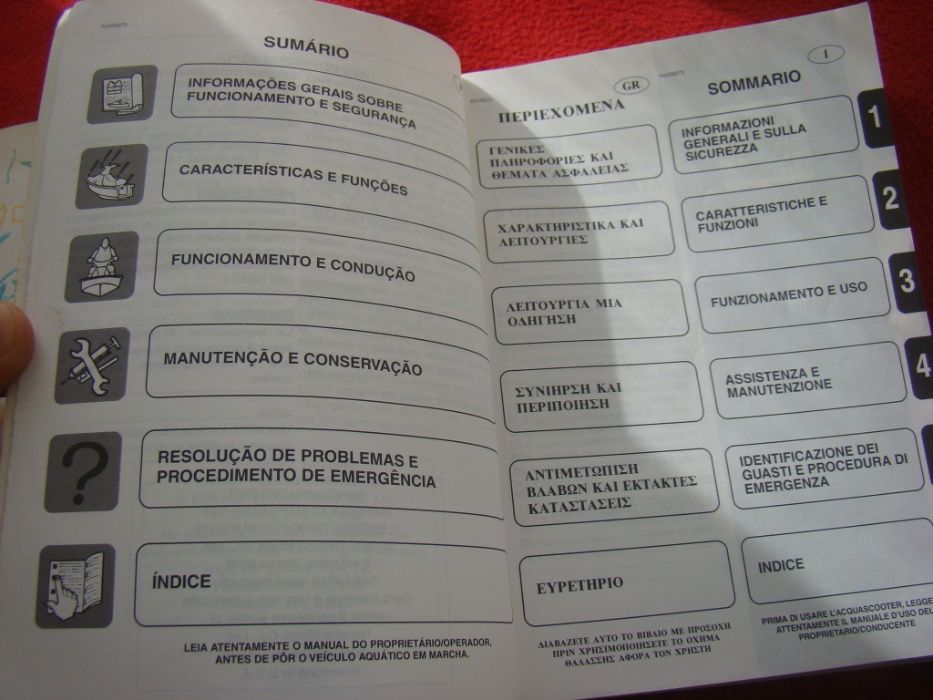 SUMÁRIO
INFORMAÇÕES GERAIS SOBRE
FUNCIONAMENTO E SEGURANÇA
CARACTERÍSTICAS E FUNÇÕES
FUNCIONAMENTO E CONDUÇÃO
MANUTENÇÃO E CONSERVAÇÃO
RESOLUÇÃO DE PROBLEMAS E
PROCEDIMENTO DE EMERGÊNCIA
ÍNDICE
LEIA ATENTAMENTE O MANUAL DO PROPRIETÁRIO/OPERADOR,
ANTES DE PÔR O VEÍCULO AQUÁTICO EM MARCHA.
GR
ΠΕΡΙΕΧΟΜΕΝΑ
ΓΕΝΙΚΕΣ
ΠΛΗΡΟΦΟΡΙΕΣ ΚΑΙ
ΘΕΜΑΤΑ ΑΣΦΑΛΕΙΑΣ
ΧΑΡΑΚΤΗΡΙΣΤΙΚΑ ΚΑΙ
ΛΕΙΤΟΥΡΓΙΕΣ
ΛΕΙΤΟΥΡΓΙΑ ΜΙΑ
ΟΔΗΓΗΣΗ
ΣΥΝΙΗΡΣΗ ΚΑΙ
ΠΕΡΙΠΟΙΗΣΗ
ΑΝΤΙΜΕΤΩΠΙΣΗ
ΒΛΑΒΩΝ ΚΑΙ ΕΚΤΑΚΤΕΣ
ΚΑΤΑΣΤΑΣΕΙΣ
ΕΥΡΕΤΗΡΙΟ
ΔΙΑΒΑΖΕΤΕ ΑΥΤΟ ΤΟ ΒΙΒΛΙΟ ΜΕ ΠΡΟΣΟΧΗ
ΠΡΙΝ ΧΡΗΣΙΜΟΠΟΙΗΣΕΤΕ ΤΟ ΟΧΗΜΑ
ΘΑΛΑΣΣΗΣ ΑΦΟΡΑ ΤΟΝ ΧΡΗΣΤΗ
I
SOMMARIO
INFORMAZIONI
GENERALI E SULLA
SICUREZZA
1
CARATTERISTICHE E
FUNZIONI
2
FUNZIONAMENTO E USO
3
ASSISTENZA E
MANUTENZIONE
4
IDENTIFICAZIONE DEI
GUASTI E PROCEDURA DI
EMERGENZA
INDICE
PRIMA DI USARE L'ACQUASCOOTER, LEGGE
ATTENTAMENTE IL MANUALE D'USO DEL
PROPRIETARIO/CONDUCENTE